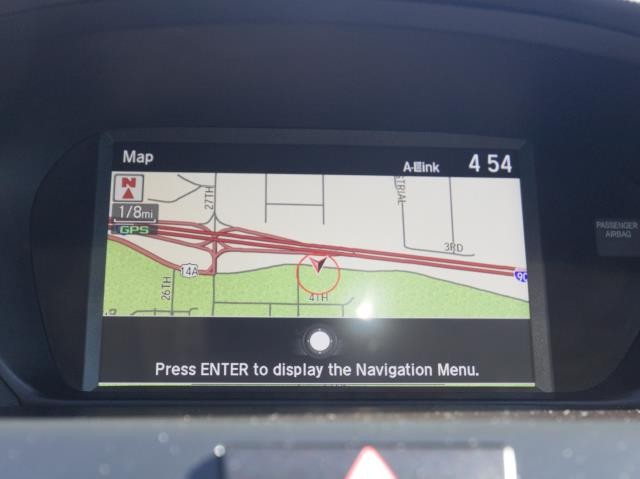 Map
A-Link
4 54
N
1/8mi
GPS
27TH
TRIAL
3RD
14A
90
26TH
4TH
PASSENGER
AIRBAG
Press ENTER to display the Navigation Menu.